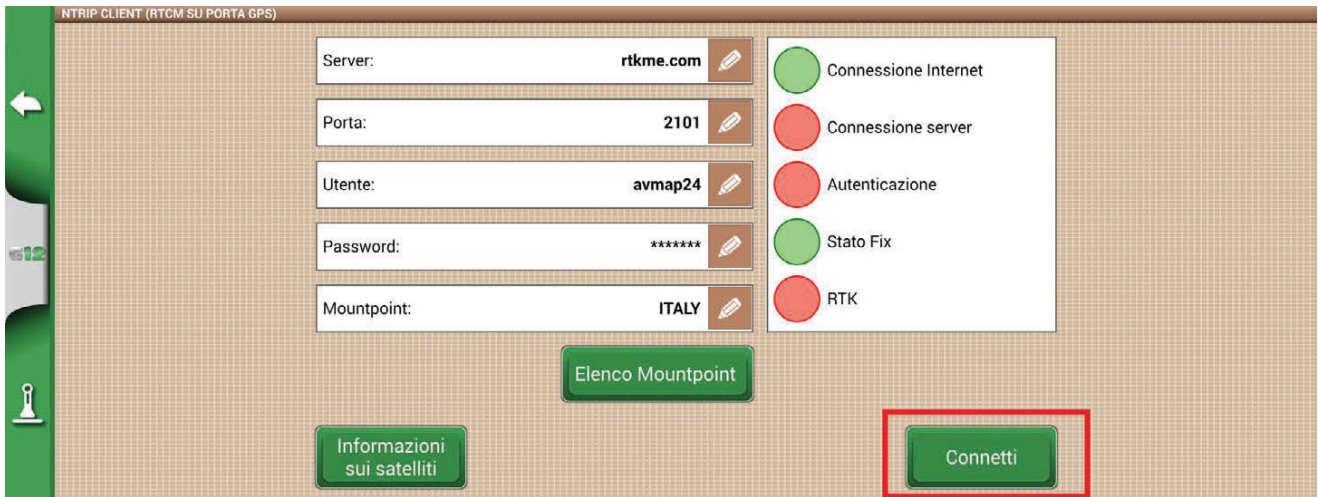 NTRIP CLIENT (RTCM SU PORTA GPS)
Server: rtkme.com
Porta: 2101
Utente: avmap24
Password: *******
Mountpoint: ITALY
Connessione Internet
Connessione server
Autenticazione
Stato Fix
RTK
G12
Elenco Mountpoint
Informazioni
sui satelliti
Connetti